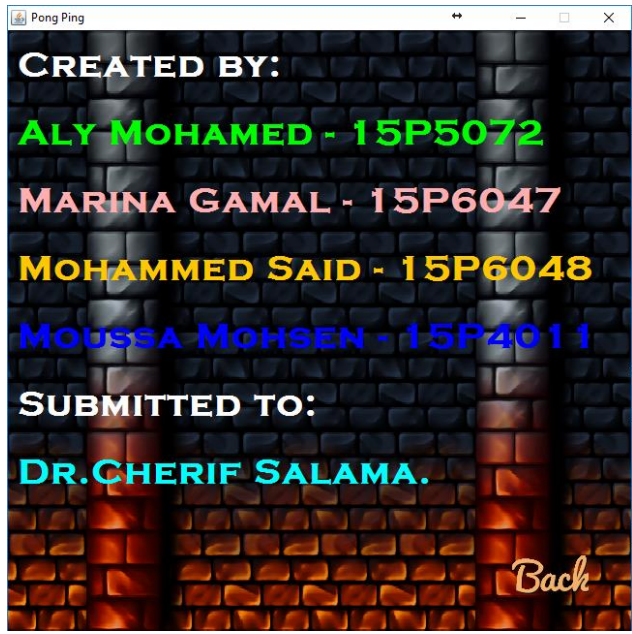 Pong Ping
Created by:
Aly Mohamed - 15P5072
Marina Gamal - 15P6047
Mohammed Said - 15P6048
Moussa Mohsen - 15P4011
Submitted to:
Dr.Cherif Salama.
Back